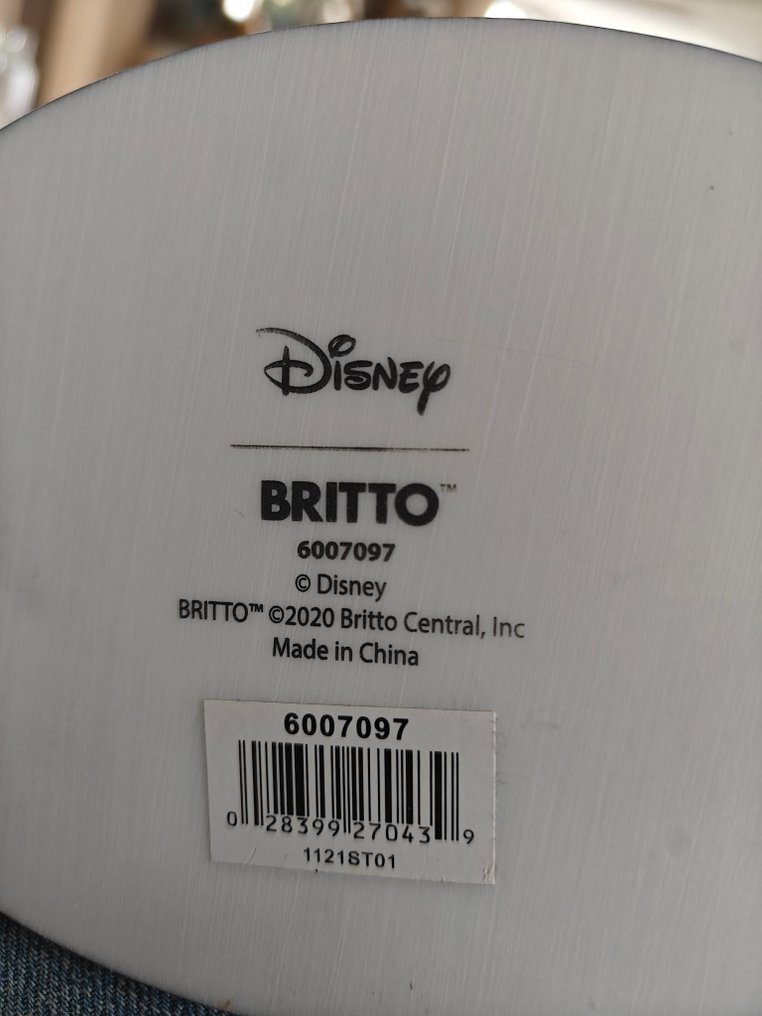 Disney
BRITTO™
6007097
© Disney
BRITTO™ ©2020 Britto Central, Inc
Made in China
6007097
0 28399 27043 9
1121ST01